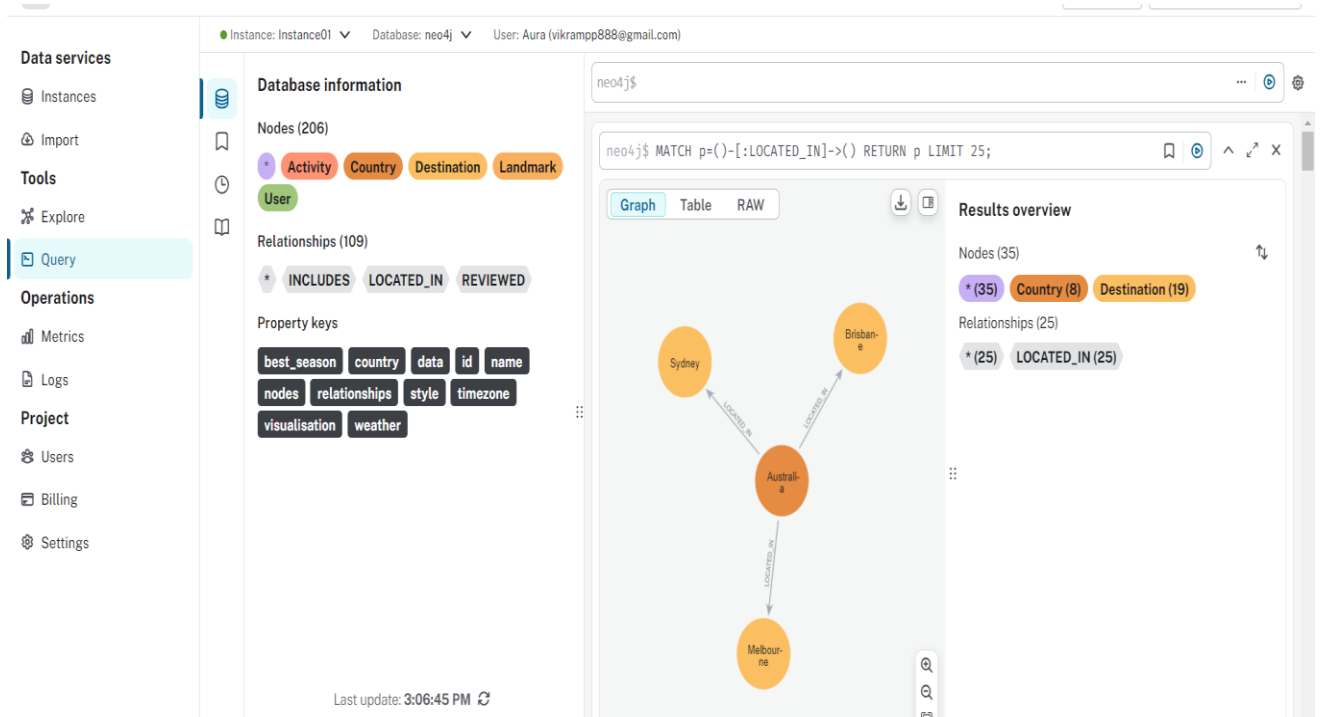 Instance: Instance01 Database: neo4j User: Aura (vikrampp888@gmail.com)
Data services
Instances
Import
Tools
Explore
Query
Operations
Metrics
Logs
Project
Users
Billing
Settings
Database information
Nodes (206)
* Activity Country Destination Landmark
User
Relationships (109)
* INCLUDES LOCATED_IN REVIEWED
Property keys
best_season country data id name
nodes relationships style timezone
visualisation weather
Last update: 3:06:45 PM
neo4j$
neo4j$ MATCH p=()-[:LOCATED_IN]->() RETURN p LIMIT 25;
Graph Table RAW
Sydney
Brisban-
e
LOCATED_IN
LOCATED_IN
Australi-
a
LOCATED_IN
Melbour-
ne
Results overview
Nodes (35)
* (35) Country (8) Destination (19)
Relationships (25)
* (25) LOCATED_IN (25)